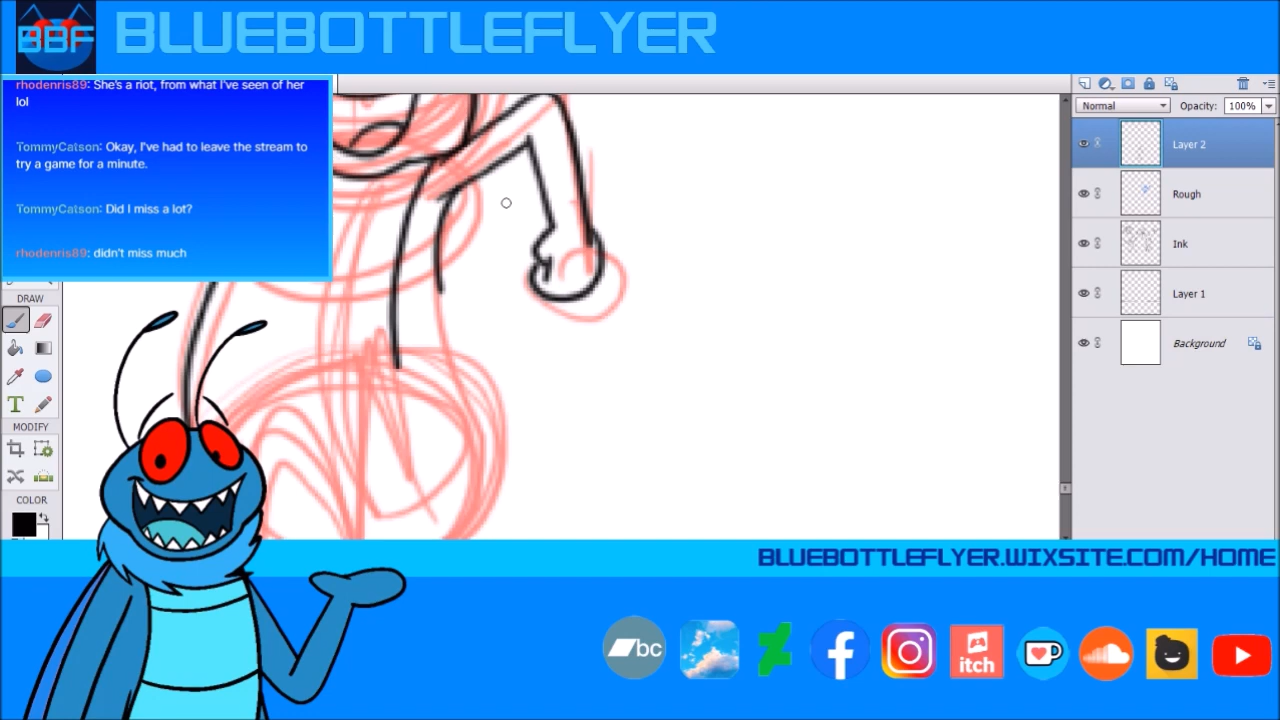 BBF
BLUEBOTTLEFLYER
rhodenris89: She's a riot, from what I've seen of her
lol
TommyCatson: Okay, I've had to leave the stream to
try a game for a minute.
TommyCatson: Did I miss a lot?
rhodenris89: didn't miss much
Normal
Opacity: 100%
Layer 2
Rough
Ink
Layer 1
Background
DRAW
T
MODIFY
COLOR
BLUEBOTTLEFLYER.WIXSITE.COM/HOME
bc
itch